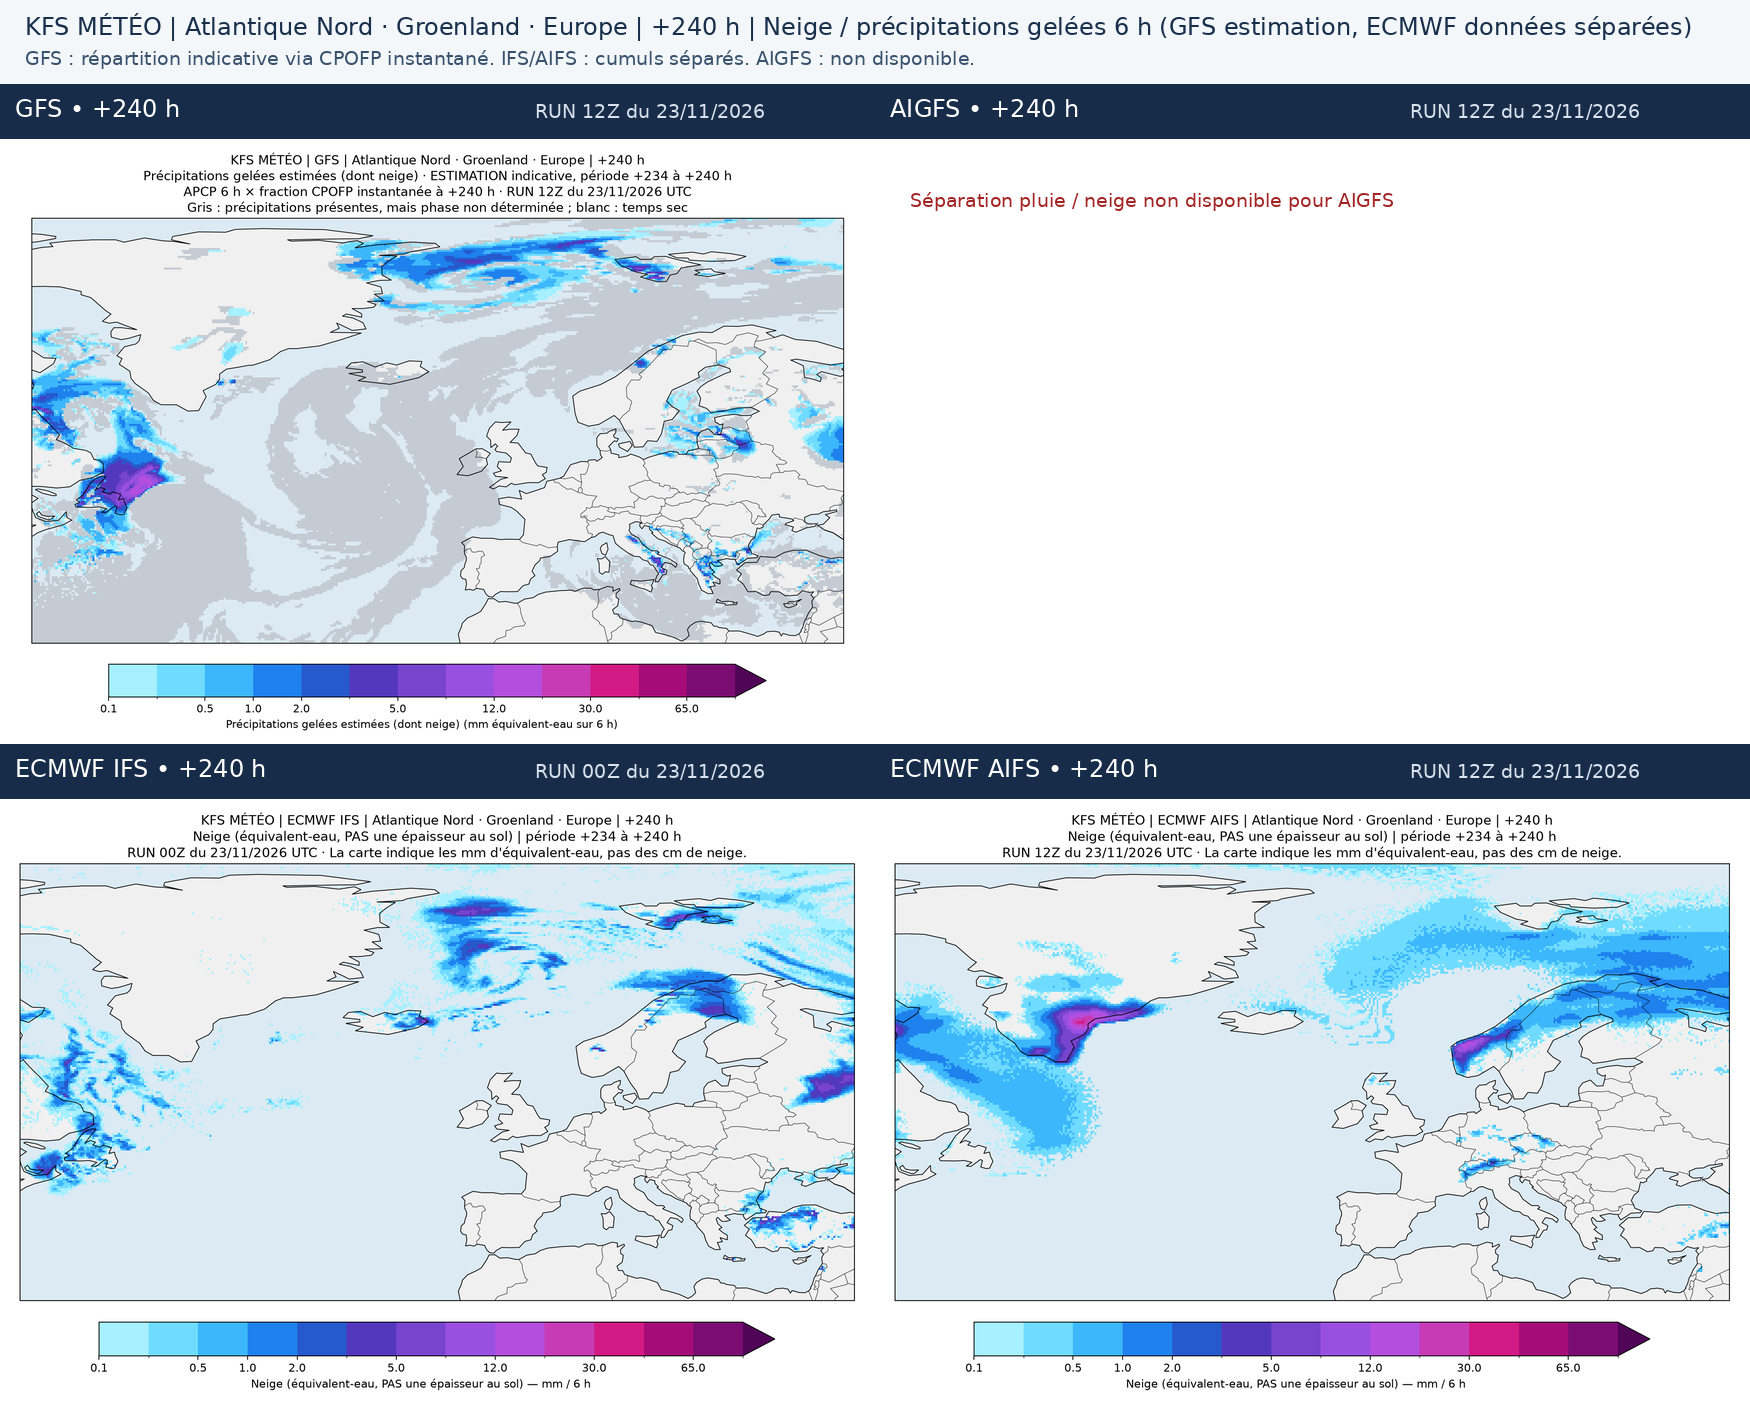 KFS MÉTÉO | Atlantique Nord · Groenland · Europe | +240 h | Neige / précipitations gelées 6 h (GFS estimation, ECMWF données séparées)
GFS : répartition indicative via CPOFP instantané. IFS/AIFS : cumuls séparés. AIGFS : non disponible.
GFS • +240 h
RUN 12Z du 23/11/2026
AIGFS • +240 h
RUN 12Z du 23/11/2026
KFS MÉTÉO | GFS | Atlantique Nord · Groenland · Europe | +240 h
Précipitations gelées estimées (dont neige) · ESTIMATION indicative, période +234 à +240 h
APCP 6 h × fraction CPOFP instantanée à +240 h · RUN 12Z du 23/11/2026 UTC
Gris : précipitations présentes, mais phase non déterminée ; blanc : temps sec
Séparation pluie / neige non disponible pour AIGFS
0.1 0.5 1.0 2.0 5.0 12.0 30.0 65.0
Précipitations gelées estimées (dont neige) (mm équivalent-eau sur 6 h)
ECMWF IFS • +240 h
RUN 00Z du 23/11/2026
ECMWF AIFS • +240 h
RUN 12Z du 23/11/2026
KFS MÉTÉO | ECMWF IFS | Atlantique Nord · Groenland · Europe | +240 h
Neige (équivalent-eau, PAS une épaisseur au sol) | période +234 à +240 h
RUN 00Z du 23/11/2026 UTC · La carte indique les mm d'équivalent-eau, pas des cm de neige.
KFS MÉTÉO | ECMWF AIFS | Atlantique Nord · Groenland · Europe | +240 h
Neige (équivalent-eau, PAS une épaisseur au sol) | période +234 à +240 h
RUN 12Z du 23/11/2026 UTC · La carte indique les mm d'équivalent-eau, pas des cm de neige.
0.1 0.5 1.0 2.0 5.0 12.0 30.0 65.0
Neige (équivalent-eau, PAS une épaisseur au sol) — mm / 6 h
0.1 0.5 1.0 2.0 5.0 12.0 30.0 65.0
Neige (équivalent-eau, PAS une épaisseur au sol) — mm / 6 h